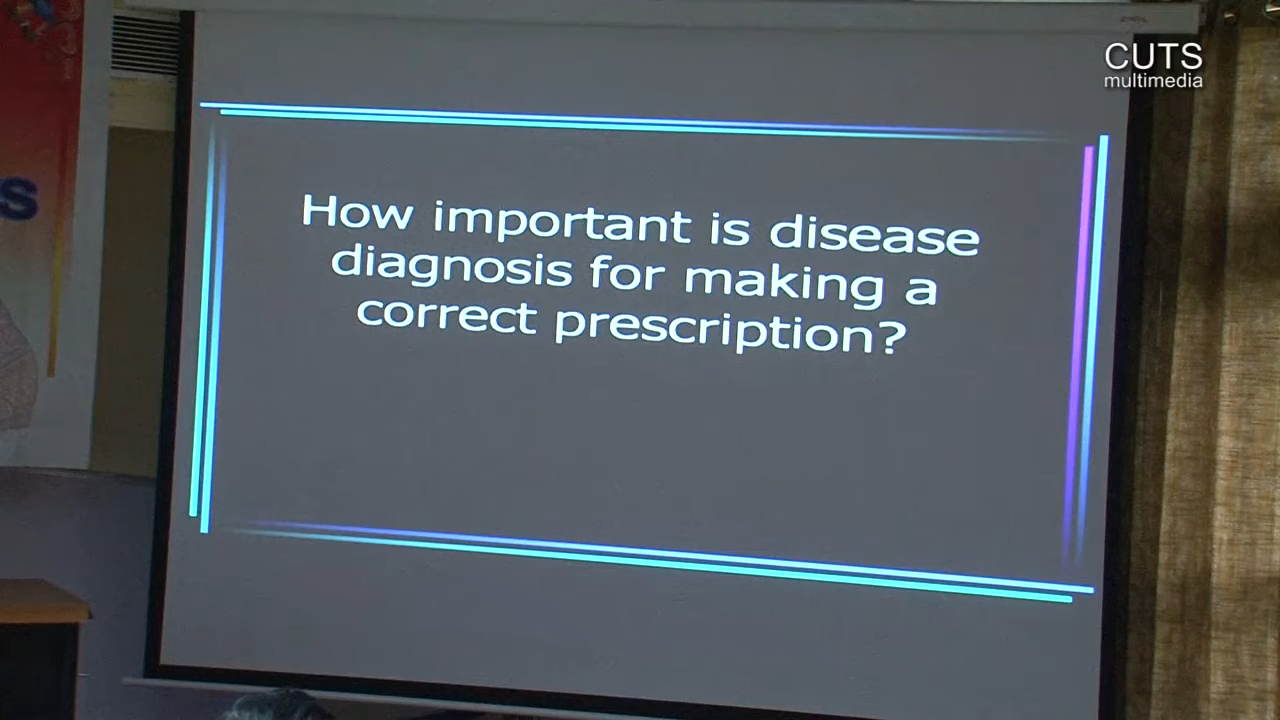 CUTS
multimedia
How important is disease
diagnosis for making a
correct prescription?